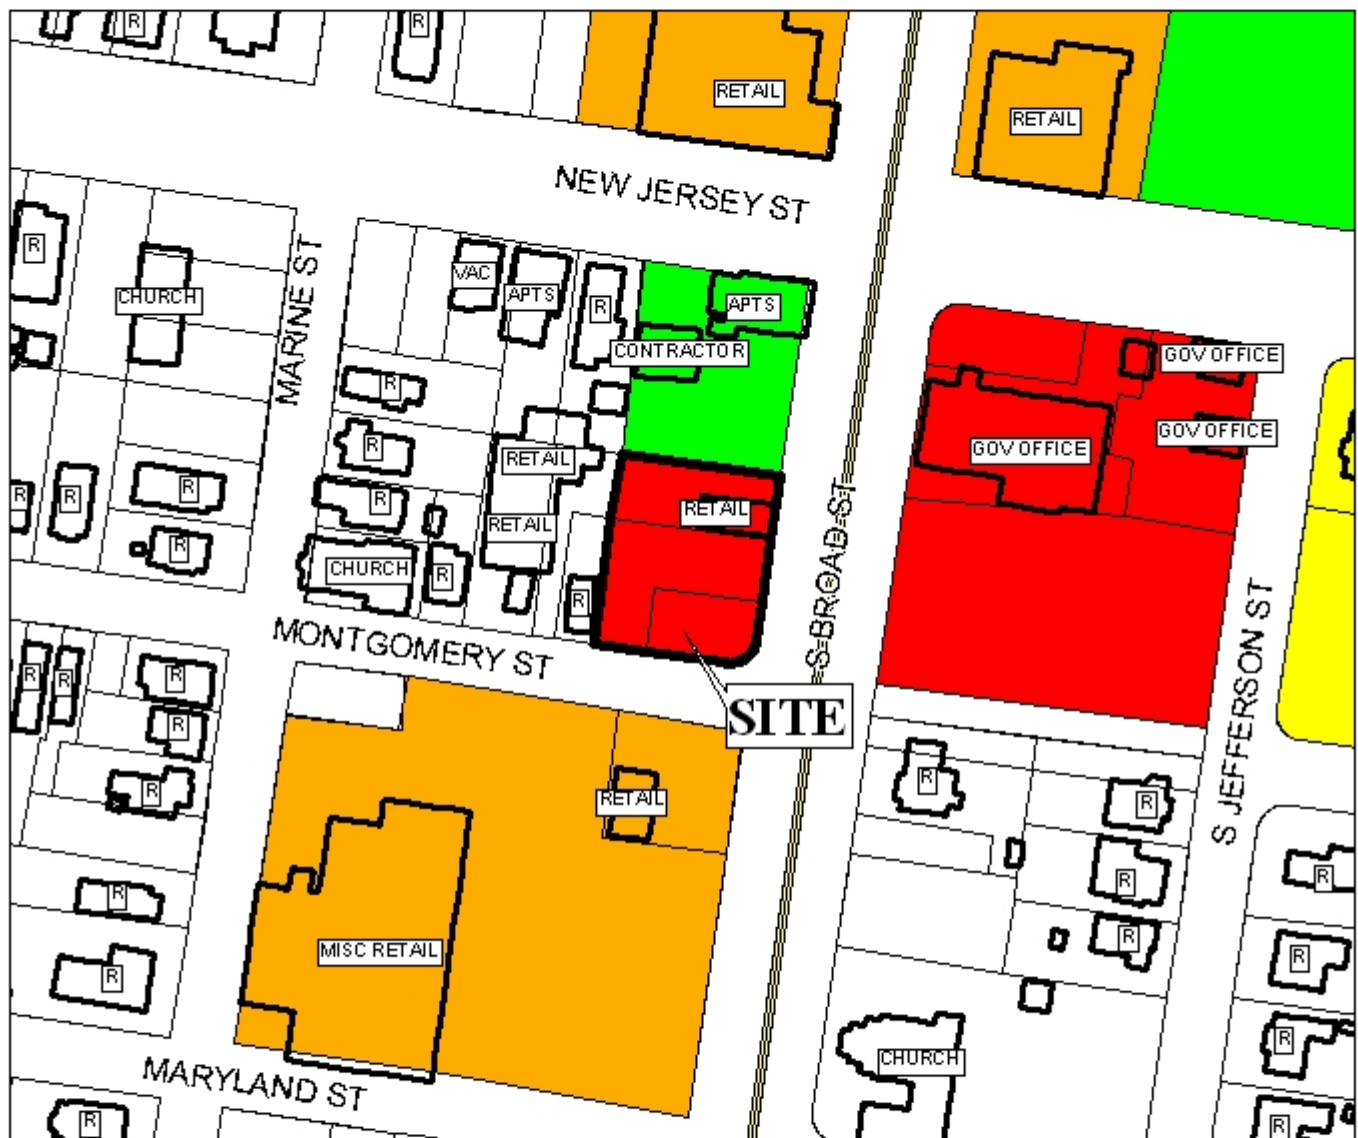 R
R
RETAIL
RETAIL
NEW JERSEY ST
R
CHURCH
MARINE ST
VAC
APTS
R
APTS
CONTRACTOR
GOV OFFICE
R
R
RETAIL
GOV OFFICE
GOV OFFICE
R
R
R
R
RETAIL
RETAIL
R
CHURCH
R
R
S BROAD ST
MONTGOMERY ST
SITE
S JEFFERSON ST
R
R
R
R
R
R
R
RETAIL
R
R
R
R
R
R
MISC RETAIL
R
R
CHURCH
MARYLAND ST
R
R